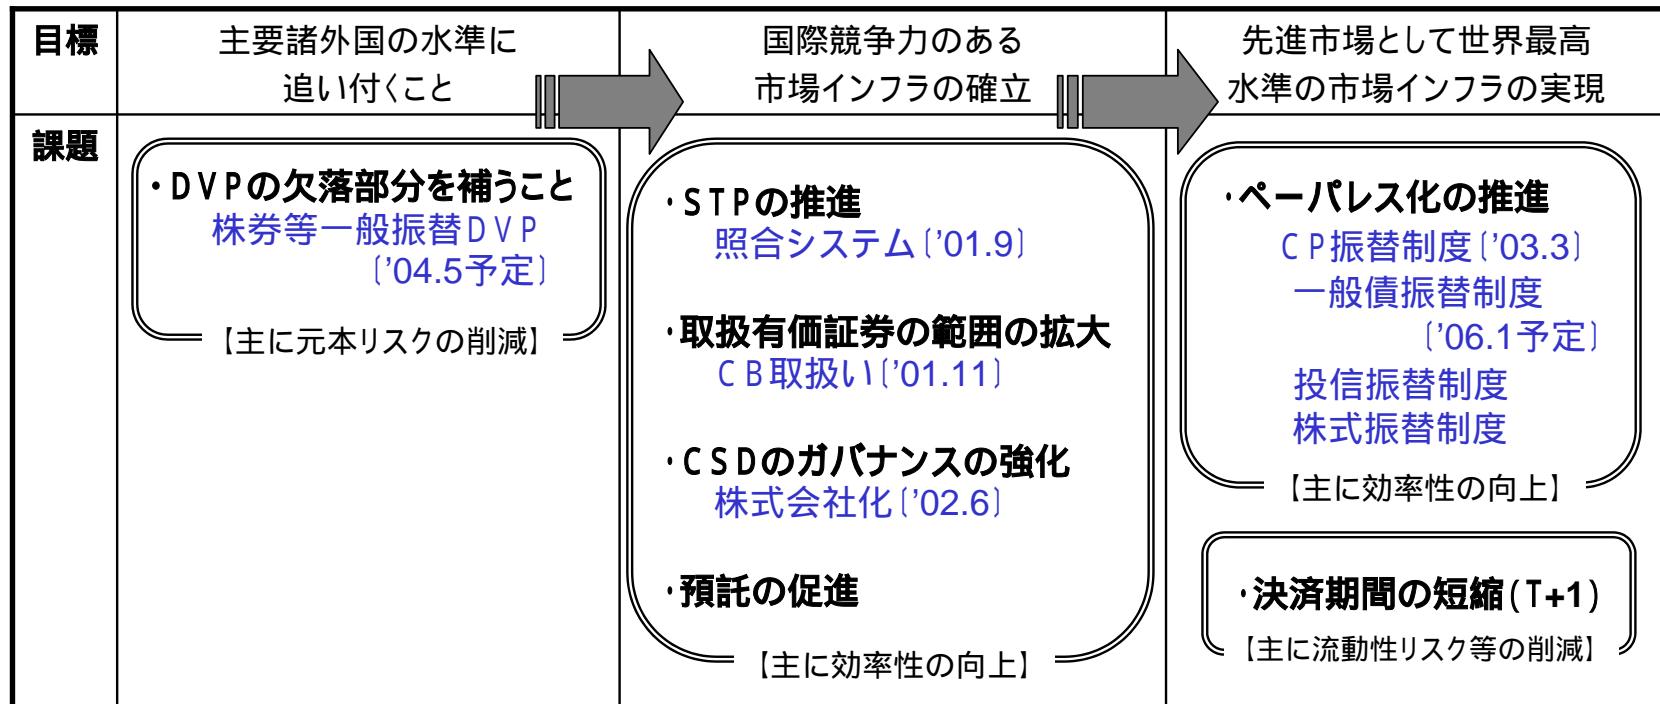 目標
主要諸外国の水準に
追い付くこと
国際競争力のある
市場インフラの確立
先進市場として世界最高
水準の市場インフラの実現
課題
・DVPの欠落部分を補うこと
株券等一般振替DVP
〔’04.5予定〕
【主に元本リスクの削減】
・STPの推進
照合システム〔’01.9〕
・取扱有価証券の範囲の拡大
CB取扱い〔’01.11〕
・CSDのガバナンスの強化
株式会社化〔’02.6〕
・預託の促進
【主に効率性の向上】
・ペーパレス化の推進
CP振替制度〔’03.3〕
一般債振替制度
〔’06.1予定〕
投信振替制度
株式振替制度
【主に効率性の向上】
・決済期間の短縮(T+1)
【主に流動性リスク等の削減】